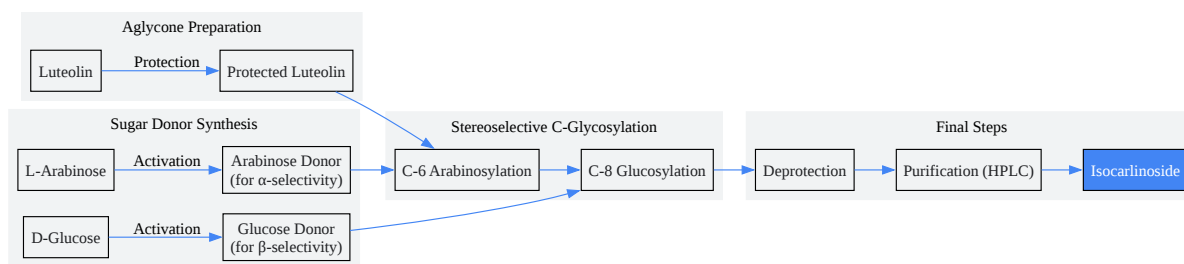 Aglycone Preparation
Luteolin
Protection
Protected Luteolin
Sugar Donor Synthesis
L-Arabinose
Activation
Arabinose Donor
(for α-selectivity)
D-Glucose
Activation
Glucose Donor
(for β-selectivity)
Stereoselective C-Glycosylation
C-6 Arabinosylation
C-8 Glucosylation
Final Steps
Deprotection
Purification (HPLC)
Isocarlinoside